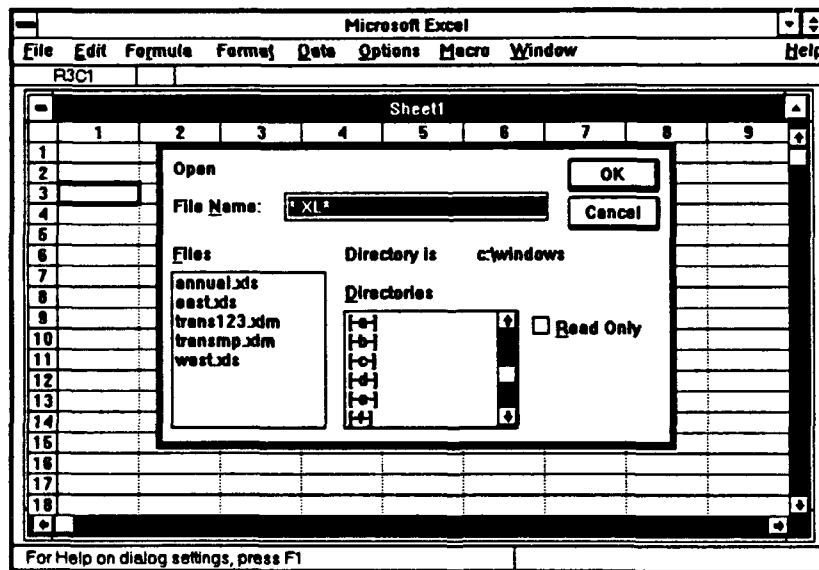 Microsoft Excel
File Edit Formula Format Data Options Macro Window Help
R3C1
Sheet1
1 2 3 4 5 6 7 8 9
1
2
3
4
5
6
7
8
9
10
11
12
13
14
15
16
17
18
Open
OK
File Name: *.XL*
Cancel
Files
Directory is c:\windows
annual.xls
east.xls
trans123.xlm
transmp.xlm
west.xls
Directories
[-a-]
[-b-]
[-c-]
[-d-]
[-e-]
[-f-]
Read Only
For Help on dialog settings, press F1